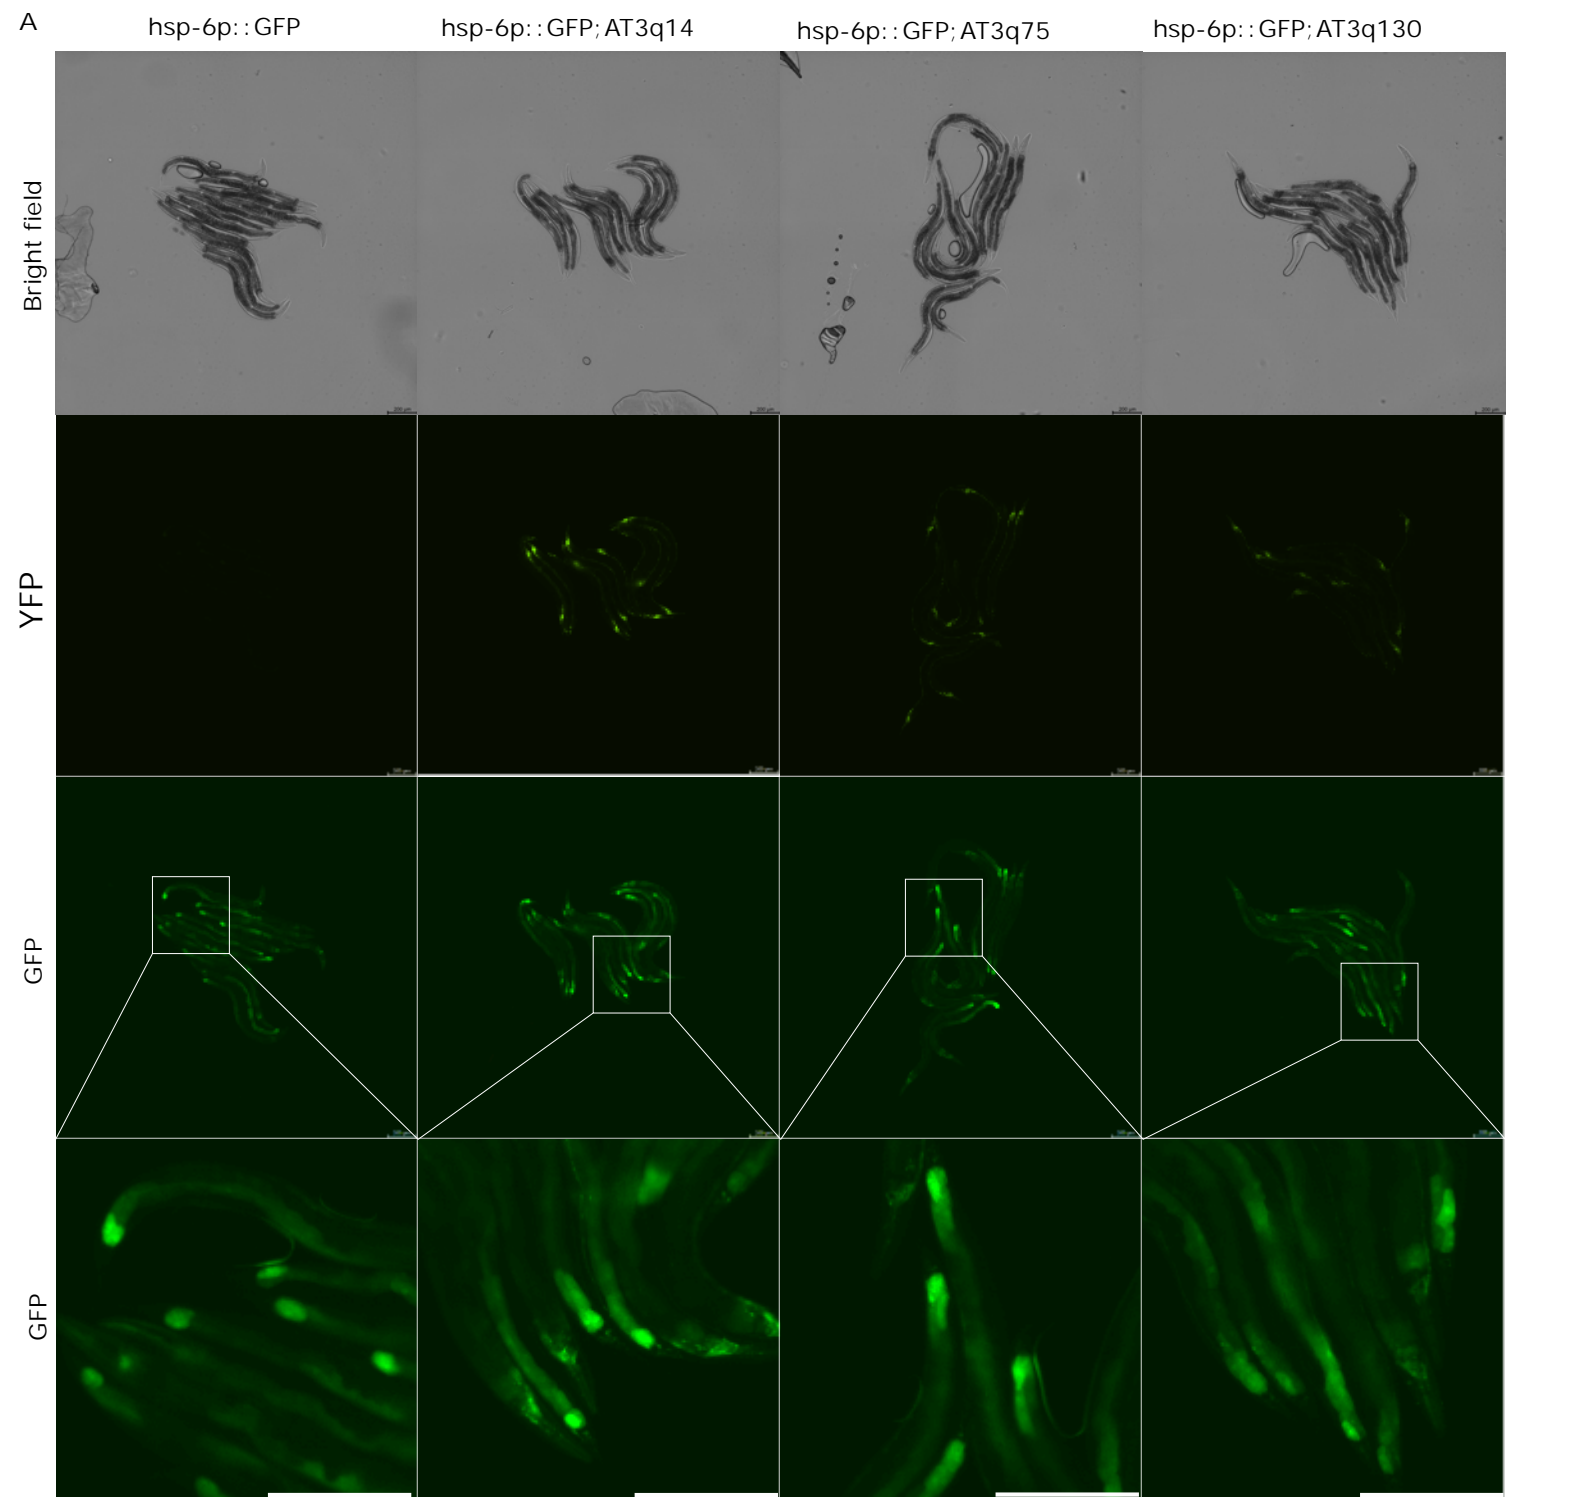 A
hsp-6p::GFP
hsp-6p::GFP;AT3q14
hsp-6p::GFP;AT3q75
hsp-6p::GFP;AT3q130
Bright field
YFP
GFP
GFP